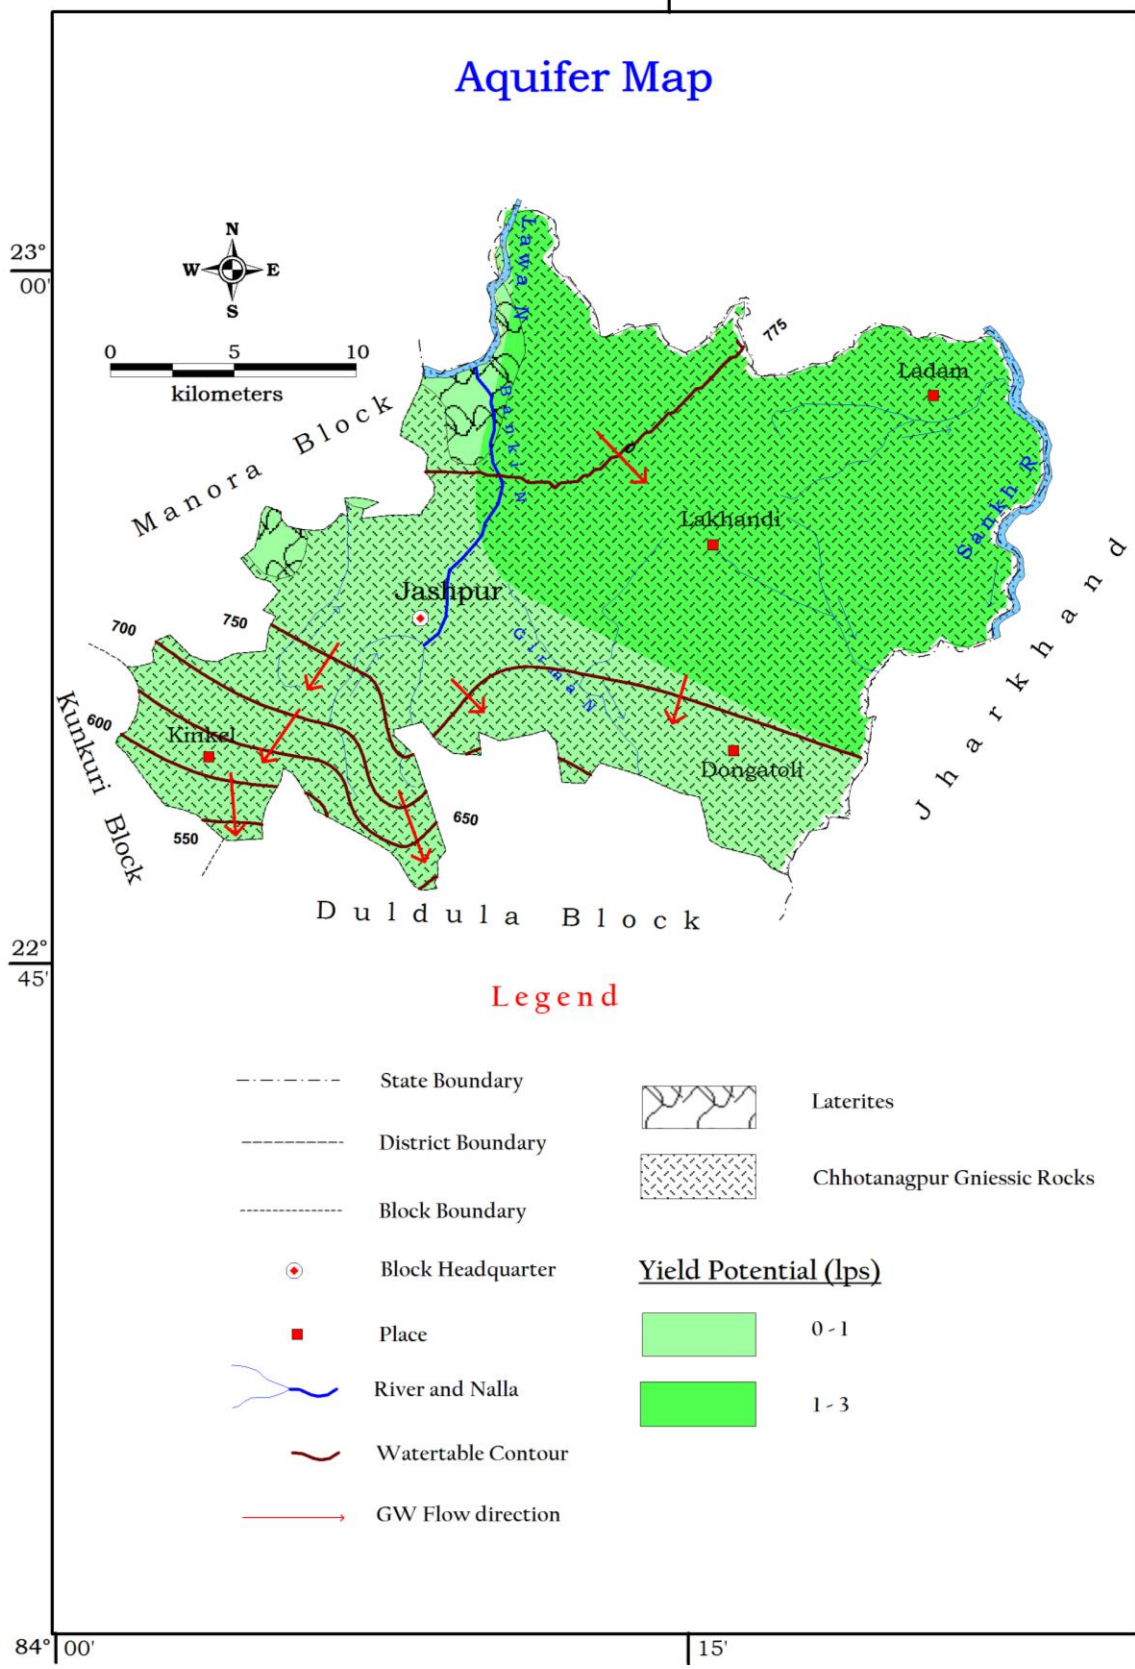 Aquifer Map
23°
00'
N
W E
S
0 5 10
kilometers
Lawa N
775
Ladam
Manora Block
Banki N
Lakhandi
Sankh R
Jashpur
Jharkhand
700
750
Girma N
Kunkuri Block
600
Kinkel
Dongatoli
650
550
Duldula Block
22°
45'
Legend
State Boundary
Laterites
District Boundary
Chhotanagpur Gniessic Rocks
Block Boundary
Block Headquarter
Yield Potential (lps)
Place
0 - 1
River and Nalla
1 - 3
Watertable Contour
GW Flow direction
84° 00'
15'